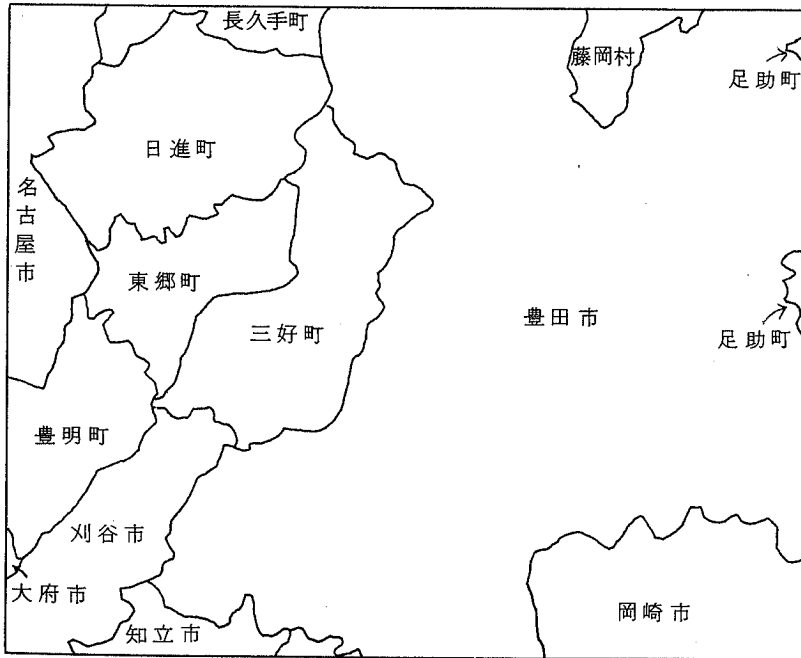 長久手町
藤岡村
足助町
日進町
名古屋市
東郷町
三好町
豊田市
足助町
豊明町
刈谷市
大府市
知立市
岡崎市